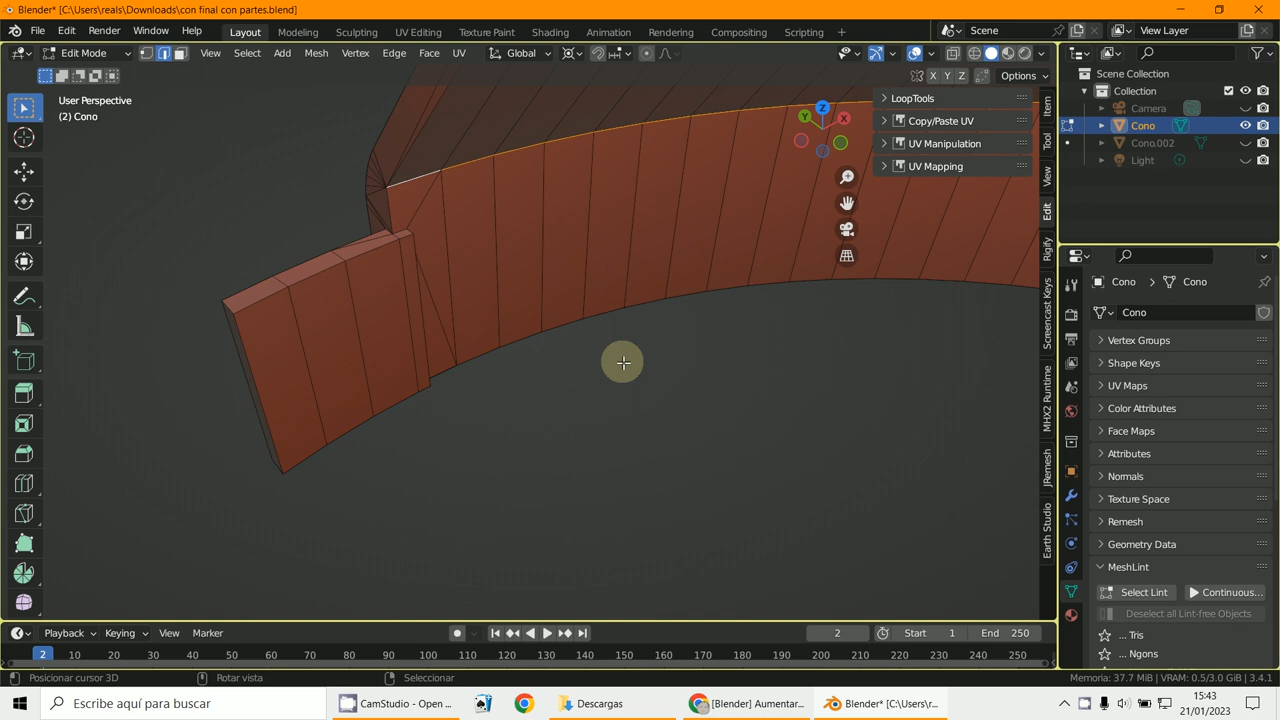 Blender* [C:\Users\reals\Downloads\con final con partes.blend]
File Edit Render Window Help
Layout Modeling Sculpting UV Editing Texture Paint Shading Animation Rendering Compositing Scripting +
Scene
View Layer
Edit Mode
View Select Add Mesh Vertex Edge Face UV
Global
X Y Z
Options
User Perspective
(2) Cono
LoopTools
Copy/Paste UV
UV Manipulation
UV Mapping
Z
Y
X
Item
Tool
View
Edit
Rigify
Screencast Keys
MHX2 Runtime
JRemesh
Earth Studio
Scene Collection
Collection
Camera
Cono
Cono.002
Light
Cono
Cono
Cono
Vertex Groups
Shape Keys
UV Maps
Color Attributes
Face Maps
Attributes
Normals
Texture Space
Remesh
Geometry Data
MeshLint
Select Lint
Continuous...
Deselect all Lint-free Objects
... Tris
... Ngons
Playback Keying View Marker
2
Start 1
End 250
2 10 20 30 40 50 60 70 80 90 100 110 120 130 140 150 160 170 180 190 200 210 220 230 240 250
Posicionar cursor 3D
Rotar vista
Seleccionar
Memoria: 37.7 MiB | VRAM: 0.5/3.0 GiB | 3.4.1
Escribe aquí para buscar
CamStudio - Open ...
Descargas
[Blender] Aumentar...
Blender* [C:\Users\r...
15:43
21/01/2023